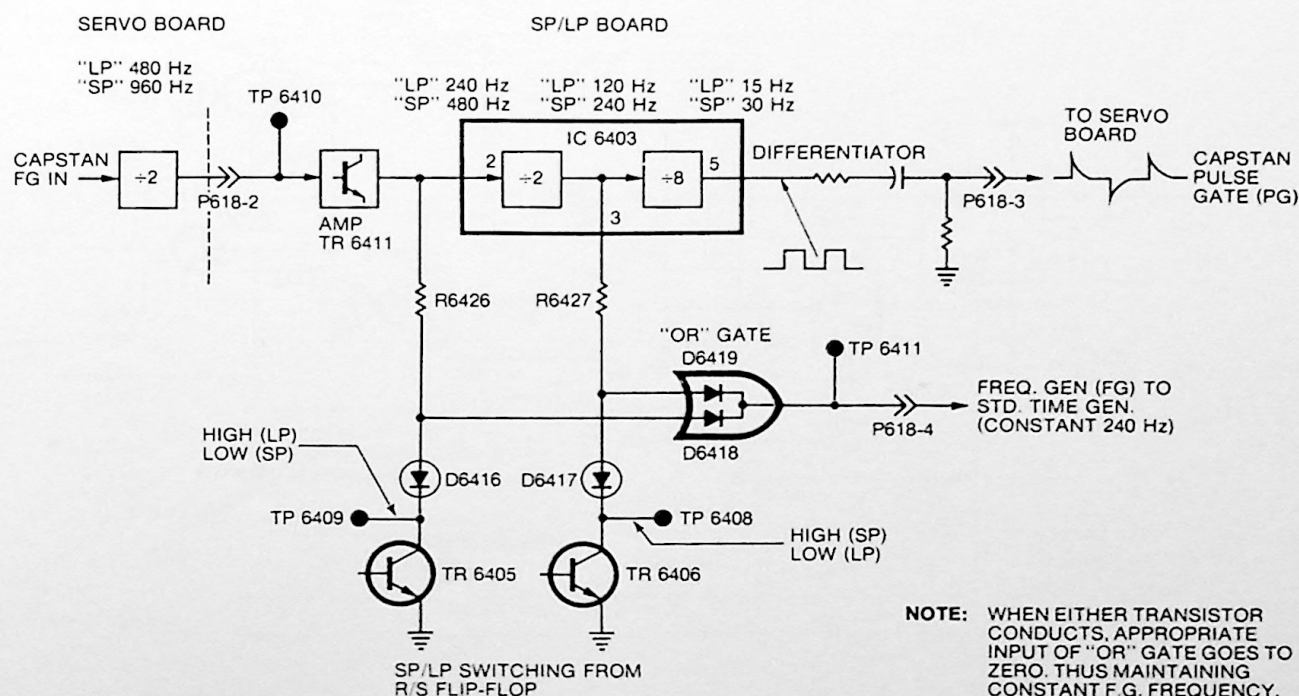 SERVO BOARD
SP/LP BOARD
"LP" 480 Hz
"SP" 960 Hz
TP 6410
"LP" 240 Hz
"SP" 480 Hz
"LP" 120 Hz
"SP" 240 Hz
"LP" 15 Hz
"SP" 30 Hz
IC 6403
TO SERVO
BOARD
CAPSTAN
FG IN
÷2
P618-2
AMP
TR 6411
2
÷2
3
÷8
5
DIFFERENTIATOR
P618-3
CAPSTAN
PULSE
GATE (PG)
R6426
R6427
"OR" GATE
D6419
D6418
TP 6411
P618-4
FREQ. GEN (FG) TO
STD. TIME GEN.
(CONSTANT 240 Hz)
HIGH (LP)
LOW (SP)
D6416
D6417
TP 6409
TP 6408
HIGH (SP)
LOW (LP)
TR 6405
TR 6406
SP/LP SWITCHING FROM
R/S FLIP-FLOP
NOTE: WHEN EITHER TRANSISTOR
CONDUCTS, APPROPRIATE
INPUT OF "OR" GATE GOES TO
ZERO. THUS MAINTAINING
CONSTANT F.G. FREQUENCY.